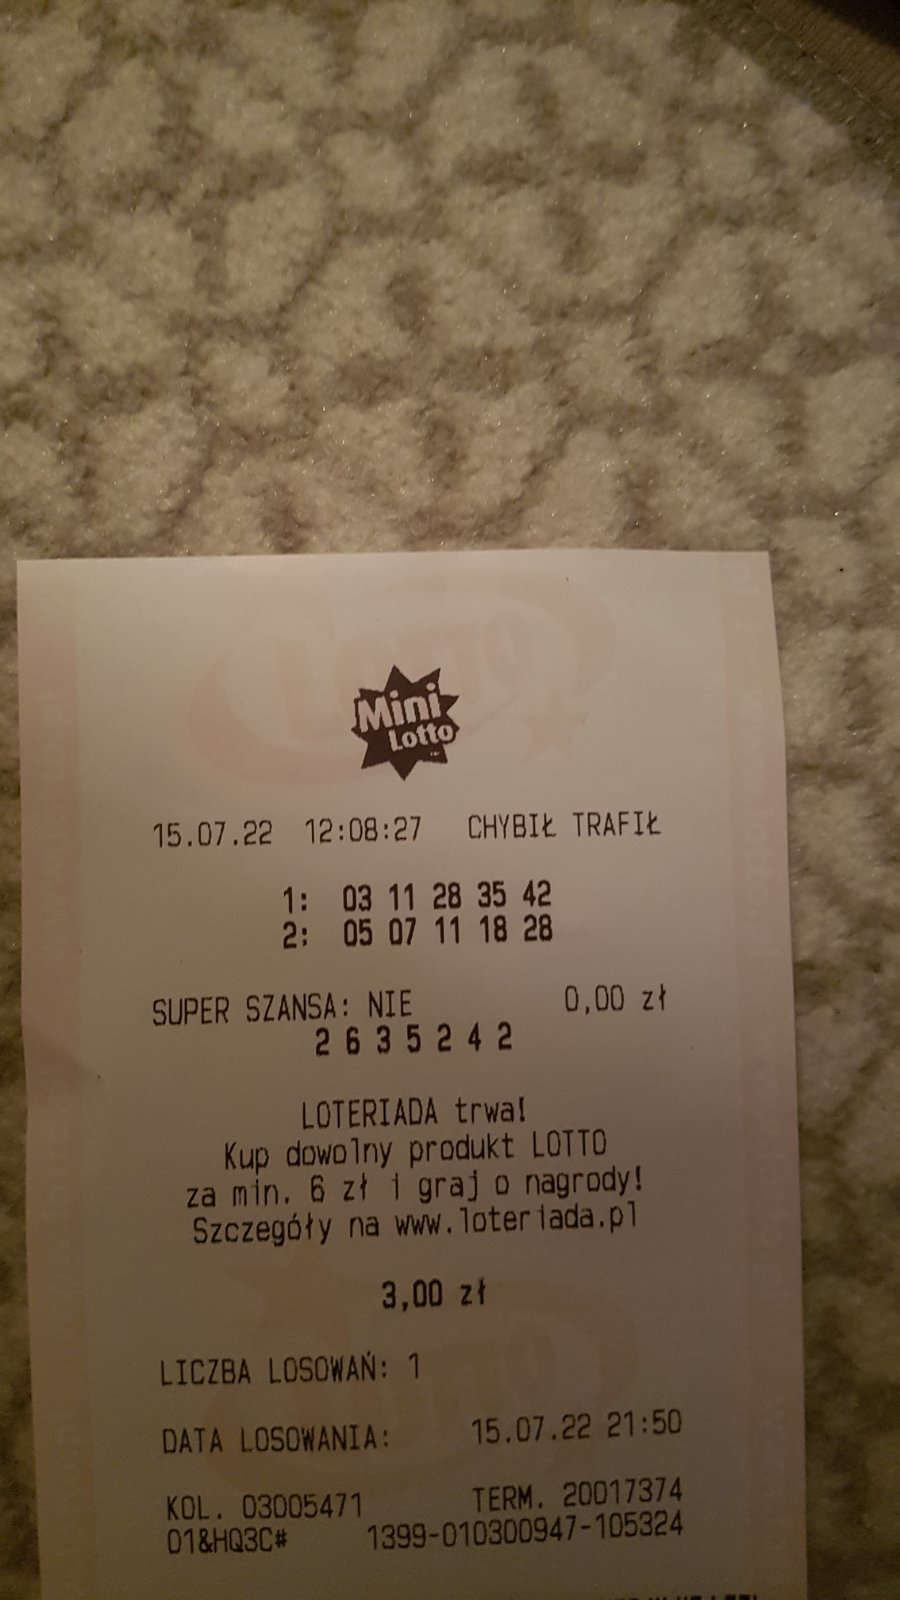 Mini
Lotto
15.07.22 12:08:27 CHYBIŁ TRAFIŁ
1: 03 11 28 35 42
2: 05 07 11 18 28
SUPER SZANSA: NIE 0,00 zł
2 6 3 5 2 4 2
LOTERIADA trwa!
Kup dowolny produkt LOTTO
za min. 6 zł i graj o nagrody!
Szczegóły na www.loteriada.pl
3,00 zł
LICZBA LOSOWAŃ: 1
DATA LOSOWANIA: 15.07.22 21:50
KOL. 03005471 TERM. 20017374
01&HQ3C# 1399-010300947-105324